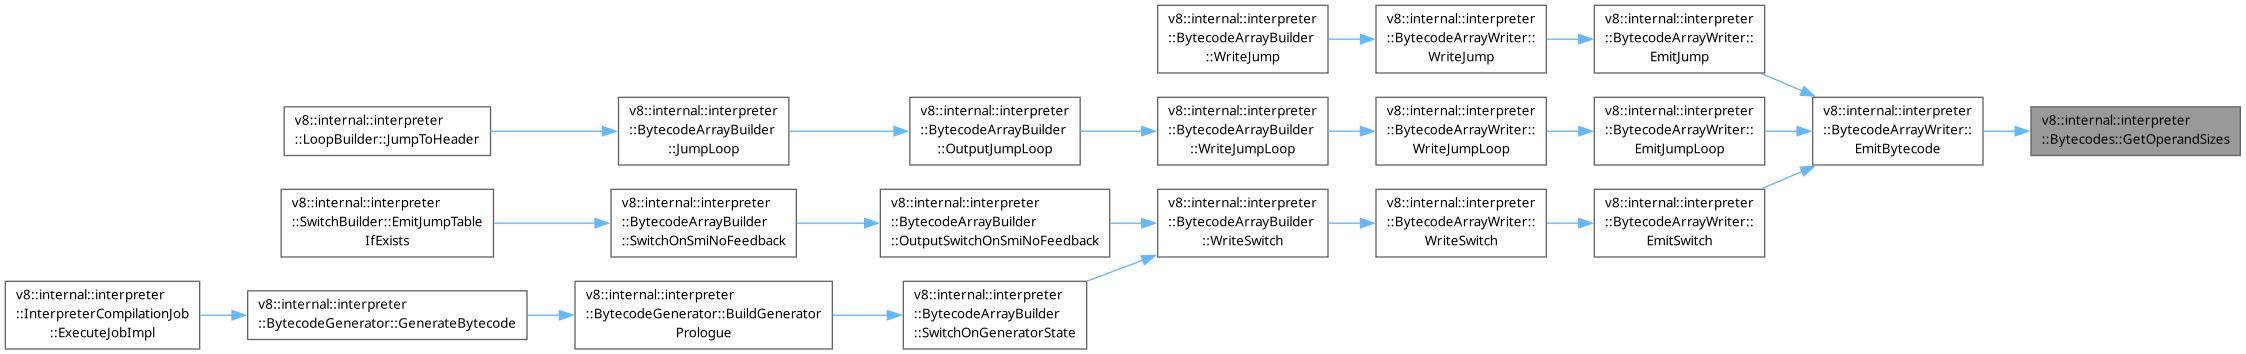 v8::internal::interpreter
::BytecodeArrayBuilder
::WriteJump
v8::internal::interpreter
::BytecodeArrayWriter::
WriteJump
v8::internal::interpreter
::BytecodeArrayWriter::
EmitJump
v8::internal::interpreter
::LoopBuilder::JumpToHeader
v8::internal::interpreter
::BytecodeArrayBuilder
::JumpLoop
v8::internal::interpreter
::BytecodeArrayBuilder
::OutputJumpLoop
v8::internal::interpreter
::BytecodeArrayBuilder
::WriteJumpLoop
v8::internal::interpreter
::BytecodeArrayWriter::
WriteJumpLoop
v8::internal::interpreter
::BytecodeArrayWriter::
EmitJumpLoop
v8::internal::interpreter
::BytecodeArrayWriter::
EmitBytecode
v8::internal::interpreter
::Bytecodes::GetOperandSizes
v8::internal::interpreter
::SwitchBuilder::EmitJumpTable
IfExists
v8::internal::interpreter
::BytecodeArrayBuilder
::SwitchOnSmiNoFeedback
v8::internal::interpreter
::BytecodeArrayBuilder
::OutputSwitchOnSmiNoFeedback
v8::internal::interpreter
::BytecodeArrayBuilder
::WriteSwitch
v8::internal::interpreter
::BytecodeArrayWriter::
WriteSwitch
v8::internal::interpreter
::BytecodeArrayWriter::
EmitSwitch
v8::internal::interpreter
::InterpreterCompilationJob
::ExecuteJobImpl
v8::internal::interpreter
::BytecodeGenerator::GenerateBytecode
v8::internal::interpreter
::BytecodeGenerator::BuildGenerator
Prologue
v8::internal::interpreter
::BytecodeArrayBuilder
::SwitchOnGeneratorState